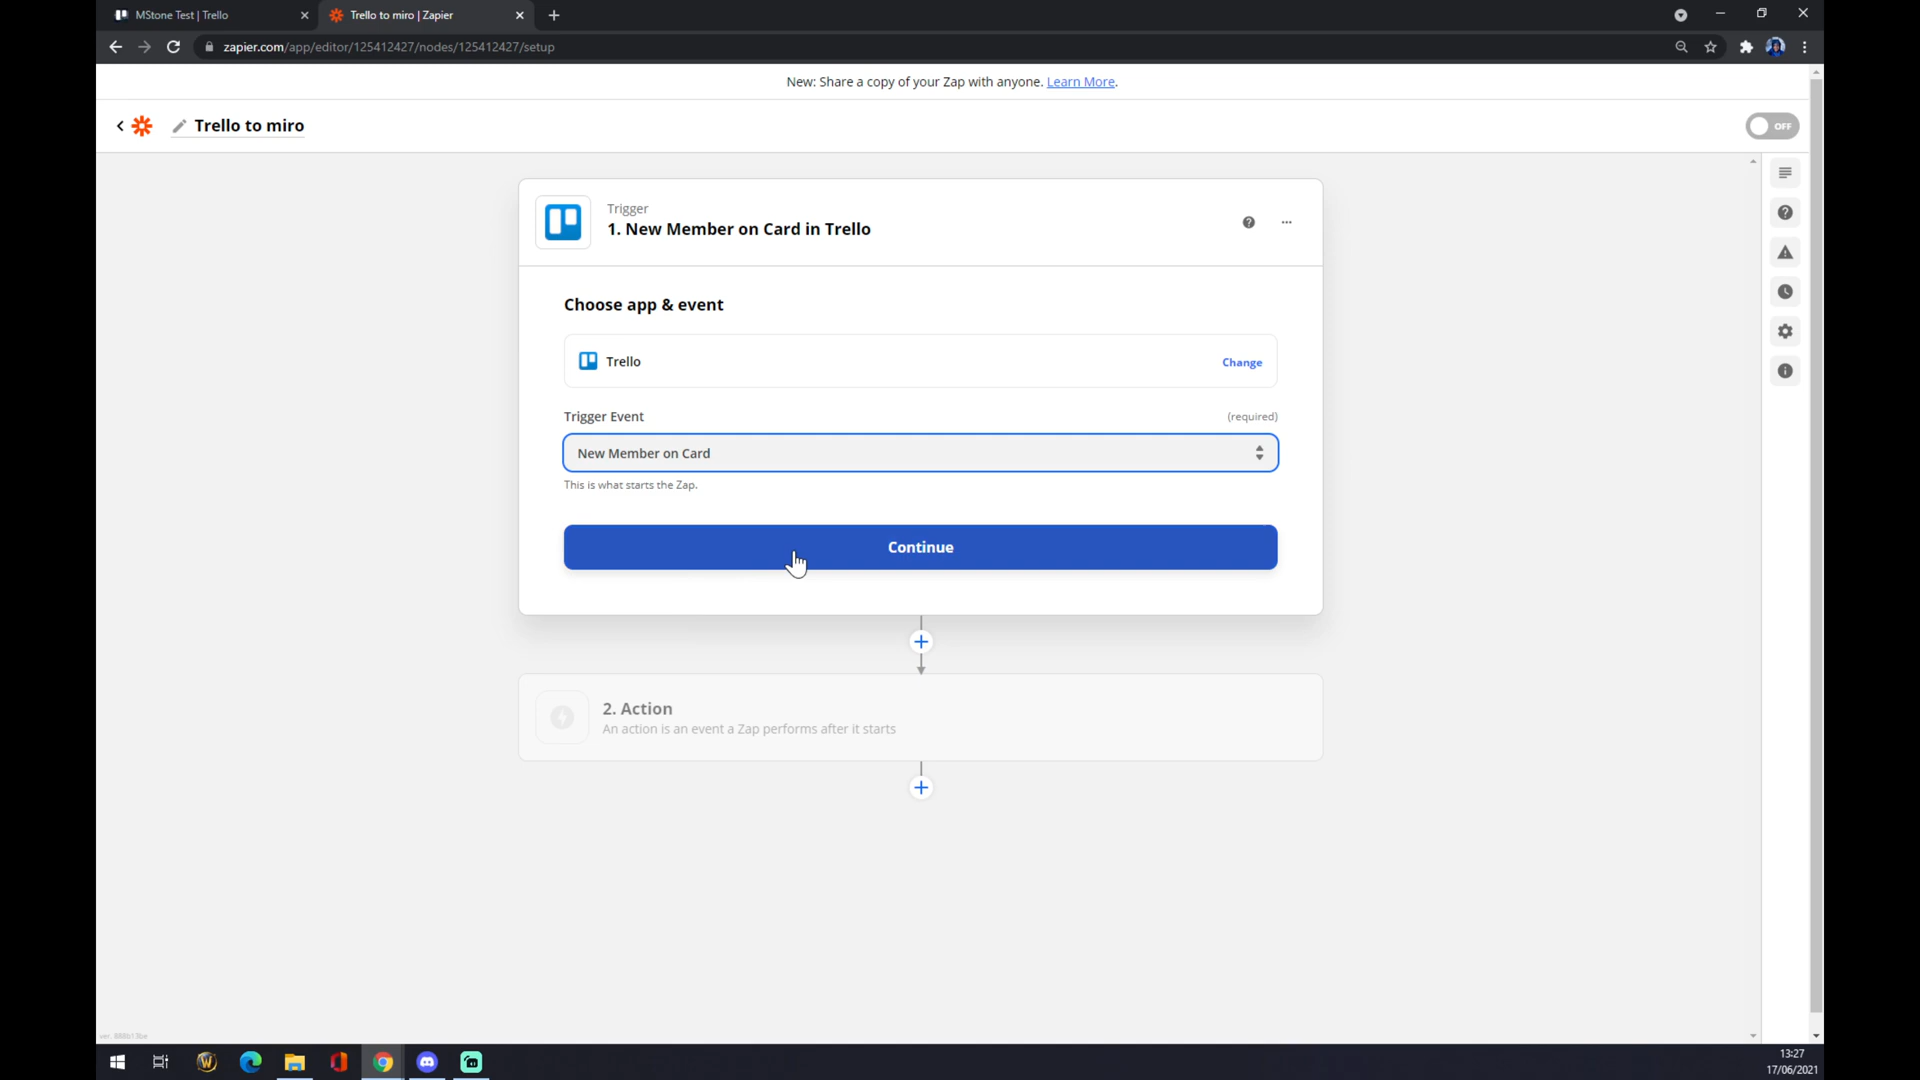 MStone Test | Trello
Trello to miro | Zapier
zapier.com/app/editor/125412427/nodes/125412427/setup
New: Share a copy of your Zap with anyone. Learn More.
Trello to miro
OFF
Trigger
1. New Member on Card in Trello
Choose app & event
Trello
Change
Trigger Event
(required)
New Member on Card
This is what starts the Zap.
Continue
2. Action
An action is an event a Zap performs after it starts
13:27
17/06/2021